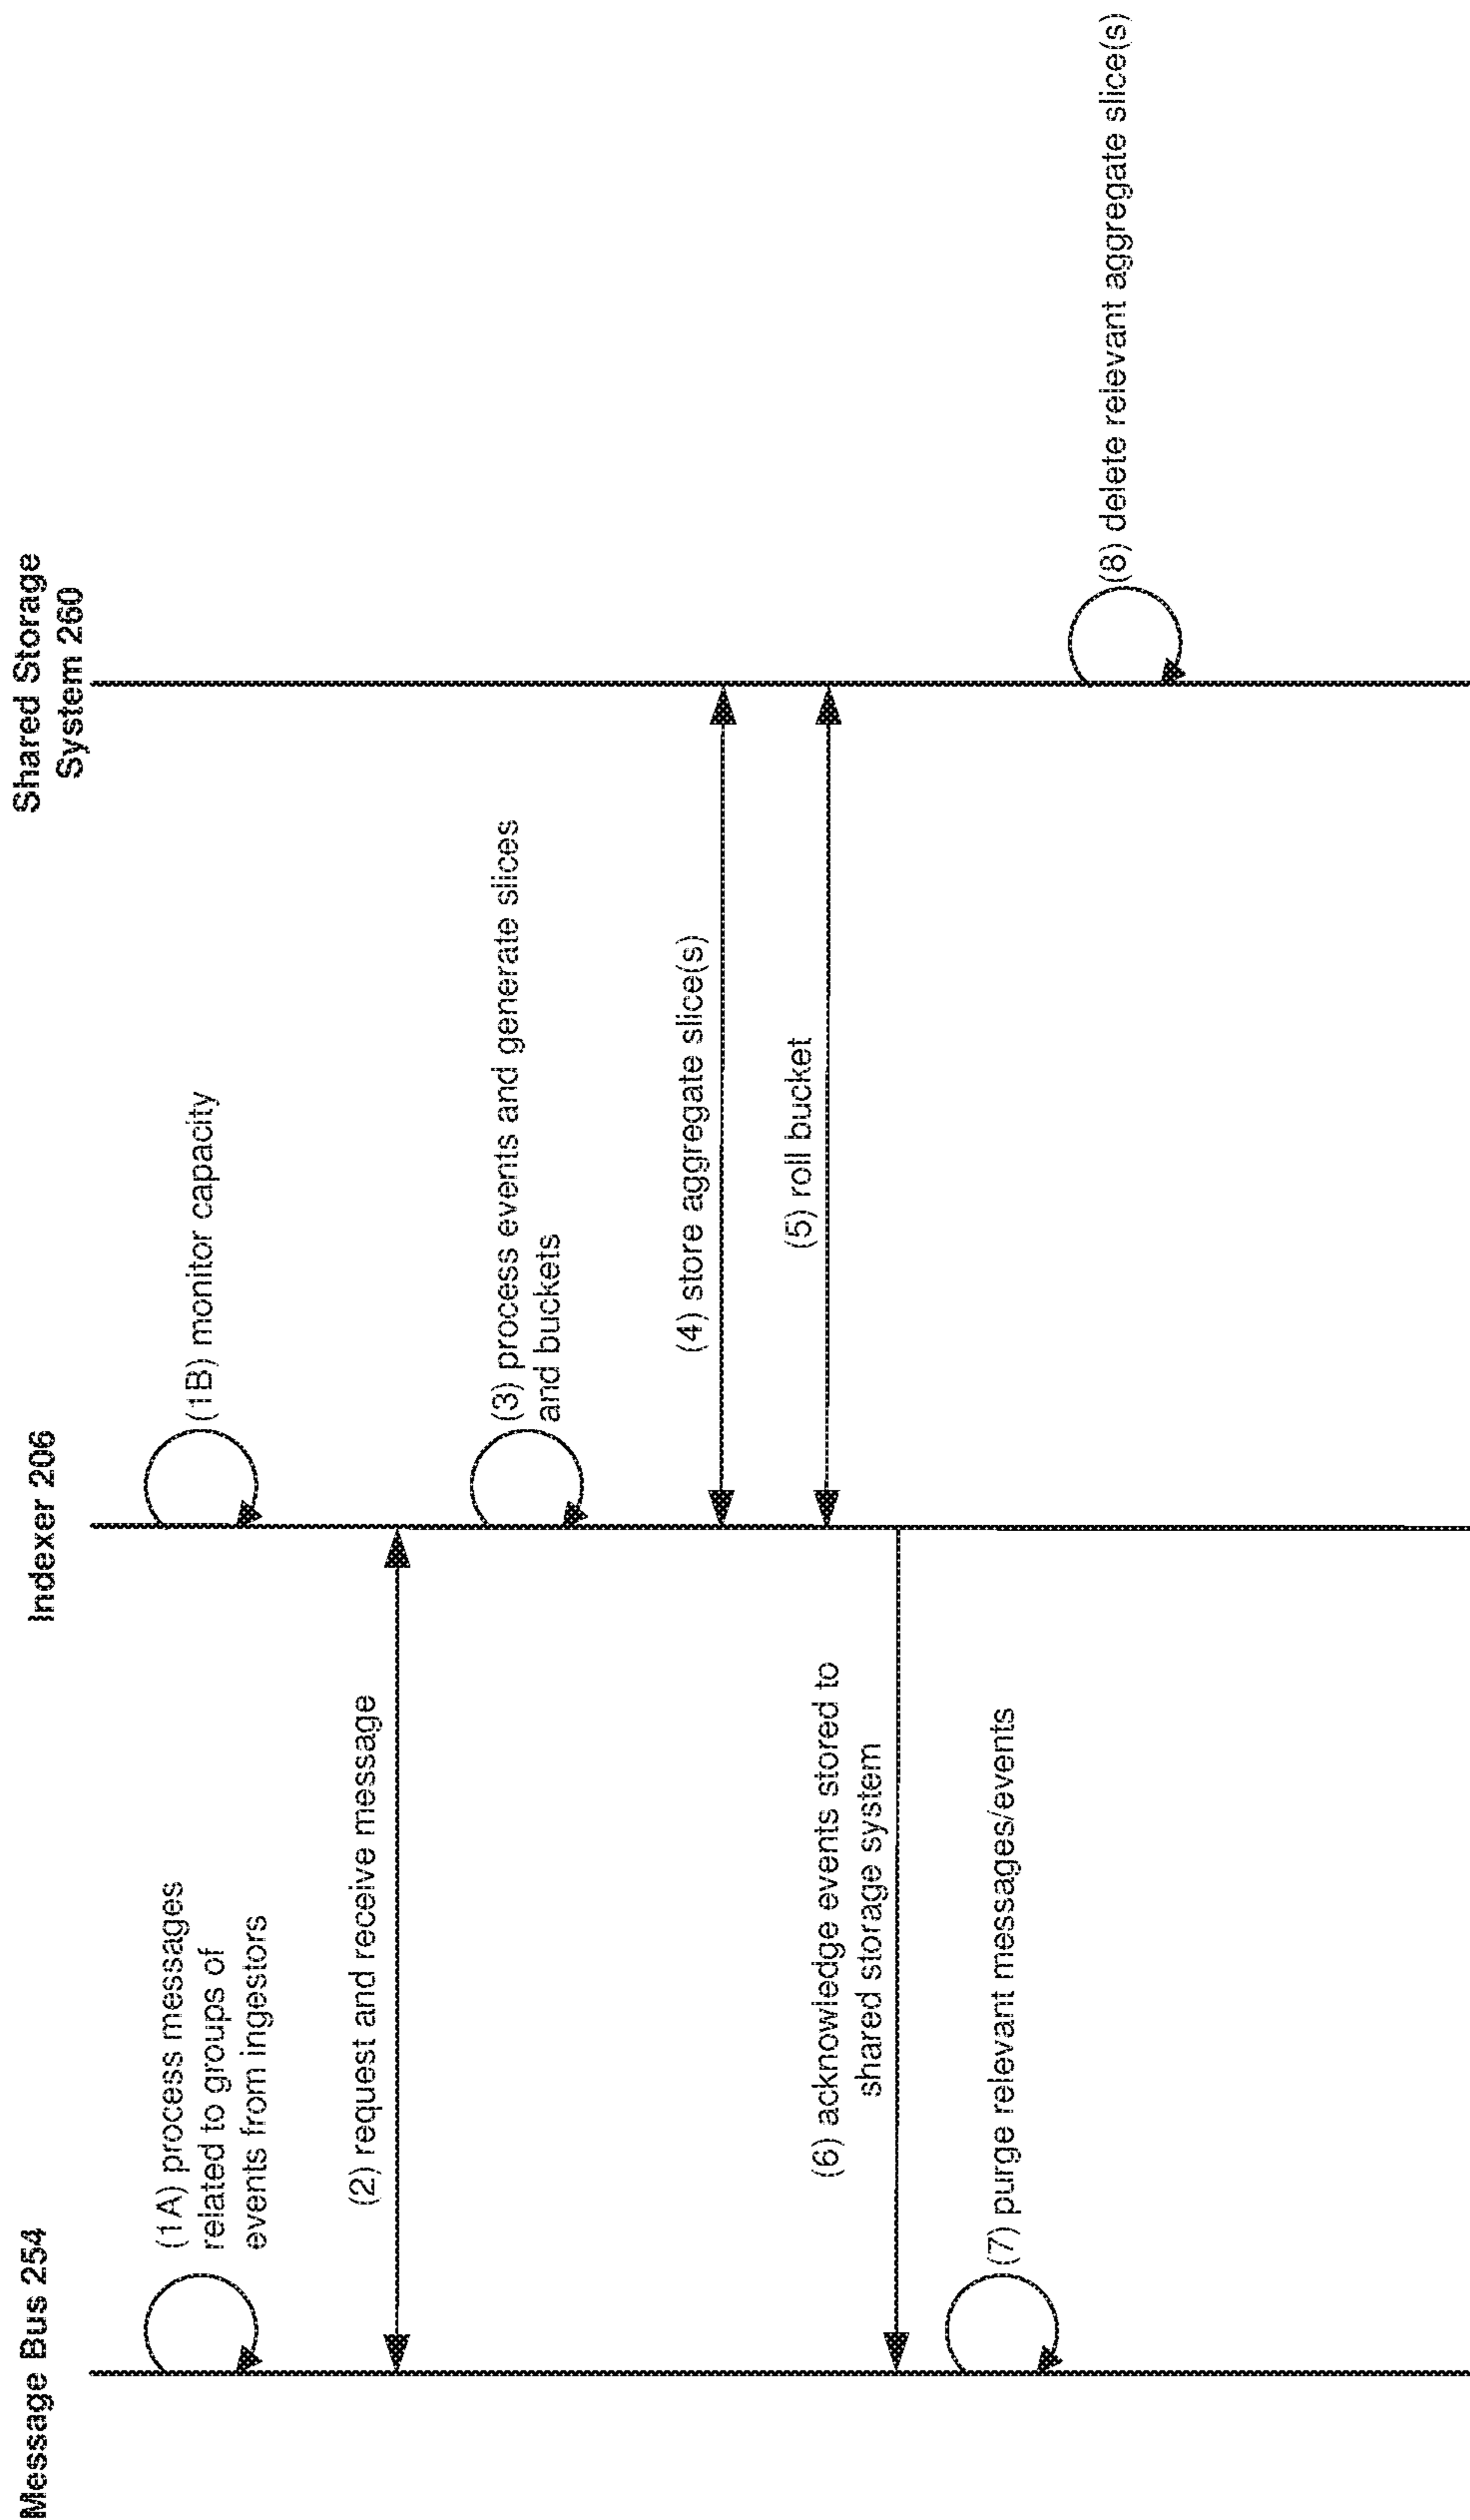 Message Bus 254
Indexer 206
Shared Storage
System 260
(1A) process messages
related to groups of
events from ingestors
(1B) monitor capacity
(2) request and receive message
(3) process events and generate slices
and buckets
(4) store aggregate slice(s)
(5) roll bucket
(6) acknowledge events stored to
shared storage system
(7) purge relevant messages/events
(8) delete relevant aggregate slice(s)